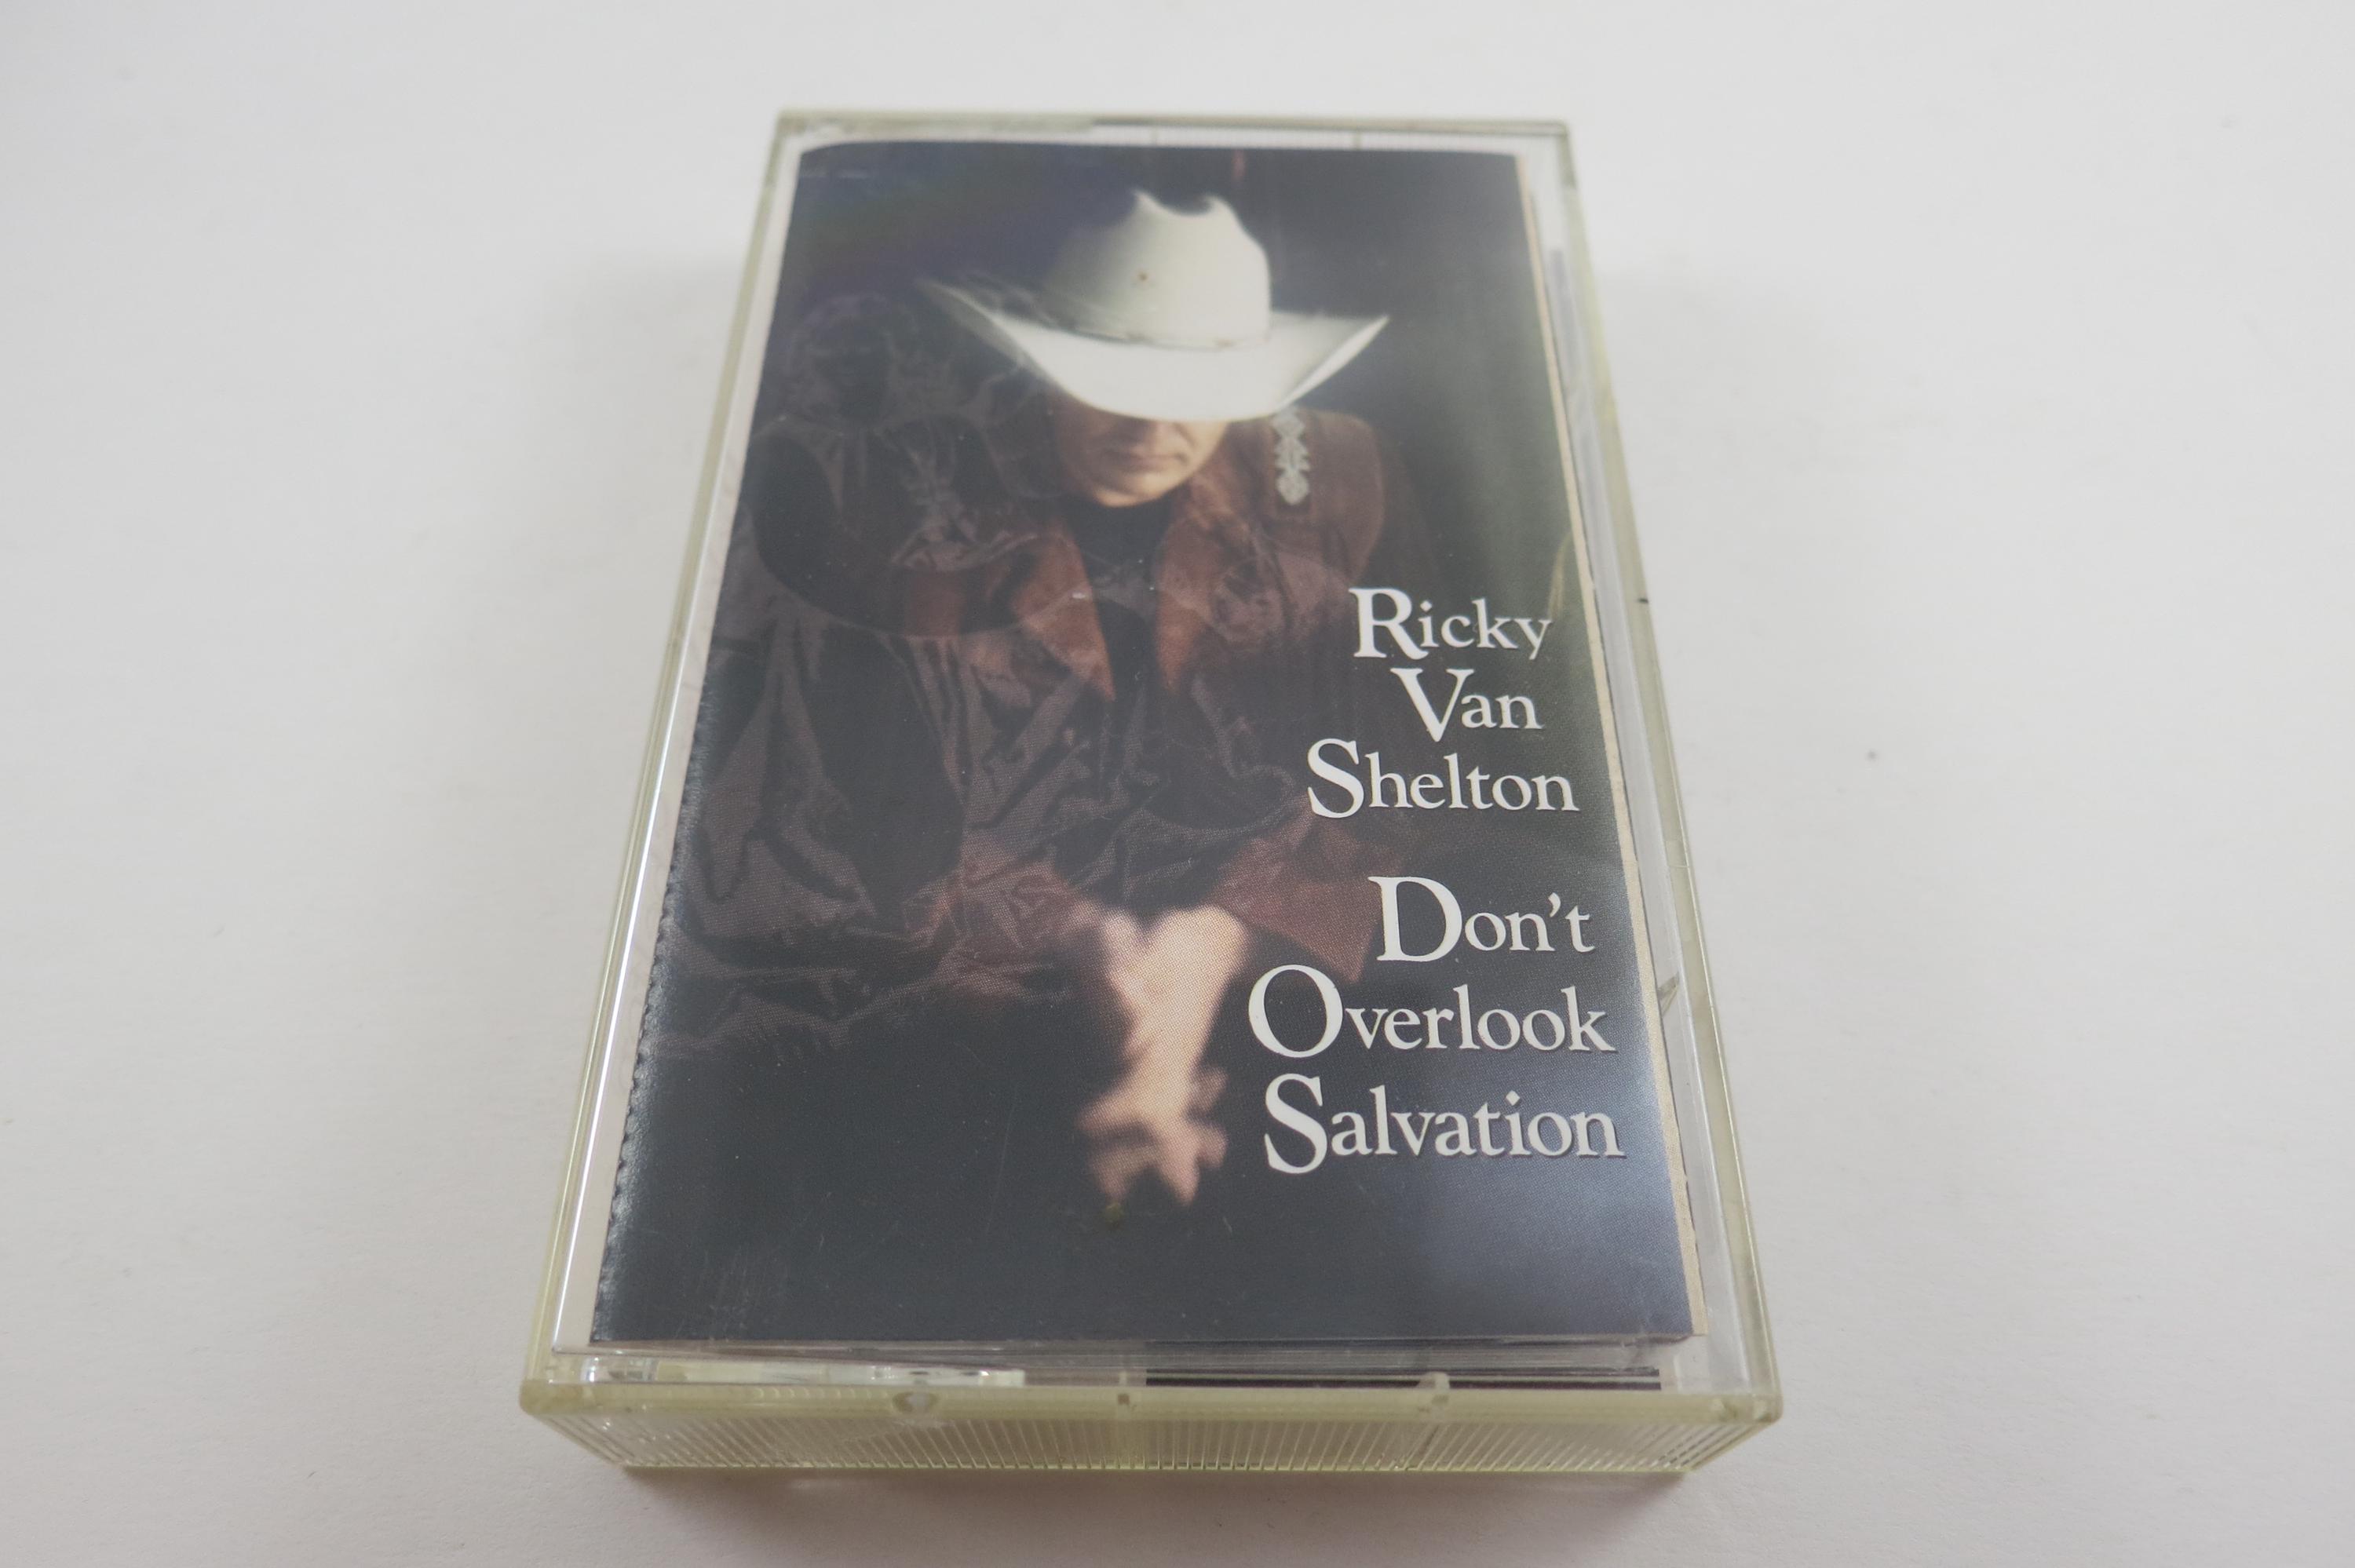 Ricky
Van
Shelton
Don't
Overlook
Salvation